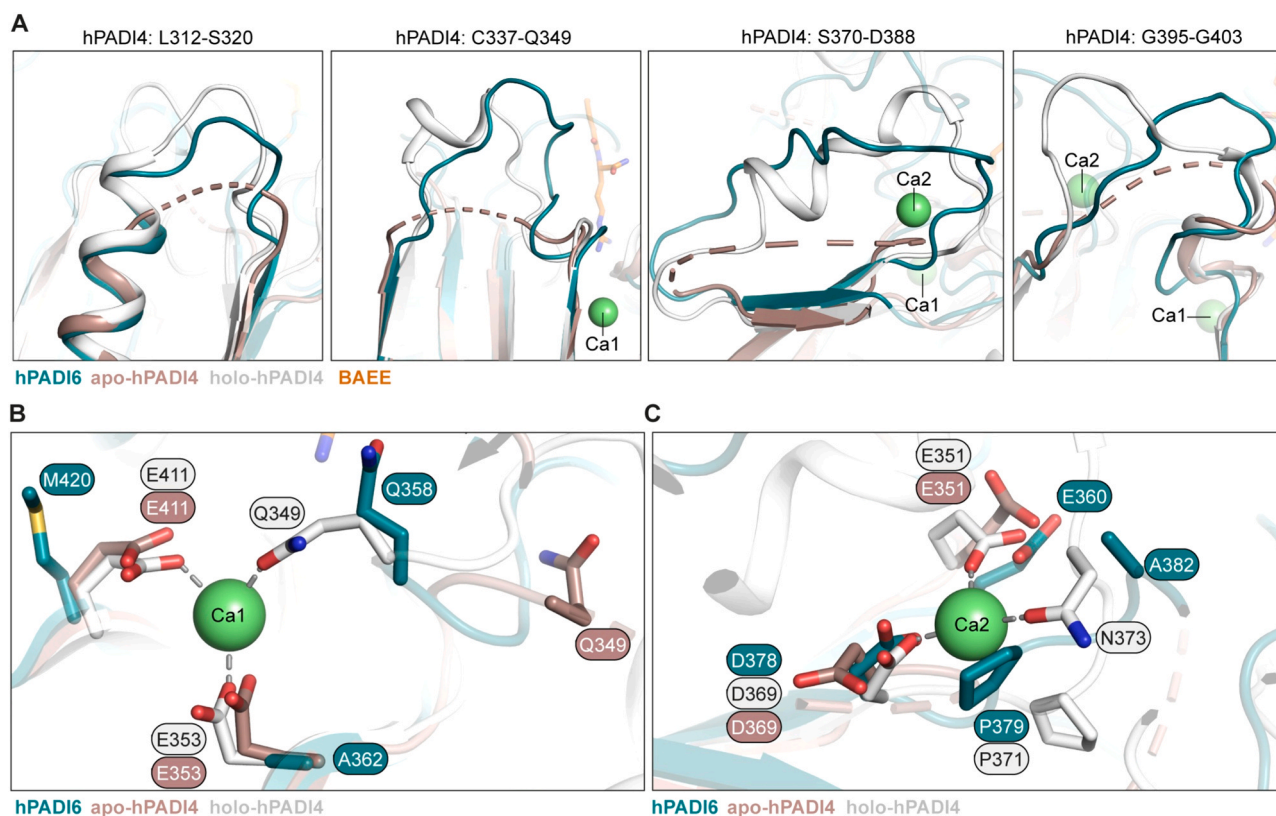 A
hPADI4: L312-S320
hPADI4: C337-Q349
hPADI4: S370-D388
hPADI4: G395-G403
Ca1
Ca2
Ca1
Ca2
Ca1
hPADI6 apo-hPADI4 holo-hPADI4 BAEE
B
M420
E411
E411
Q349
Q358
Ca1
Q349
E353
E353
A362
hPADI6 apo-hPADI4 holo-hPADI4
C
E351
E351
E360
A382
Ca2
N373
D378
D369
D369
P379
P371
hPADI6 apo-hPADI4 holo-hPADI4